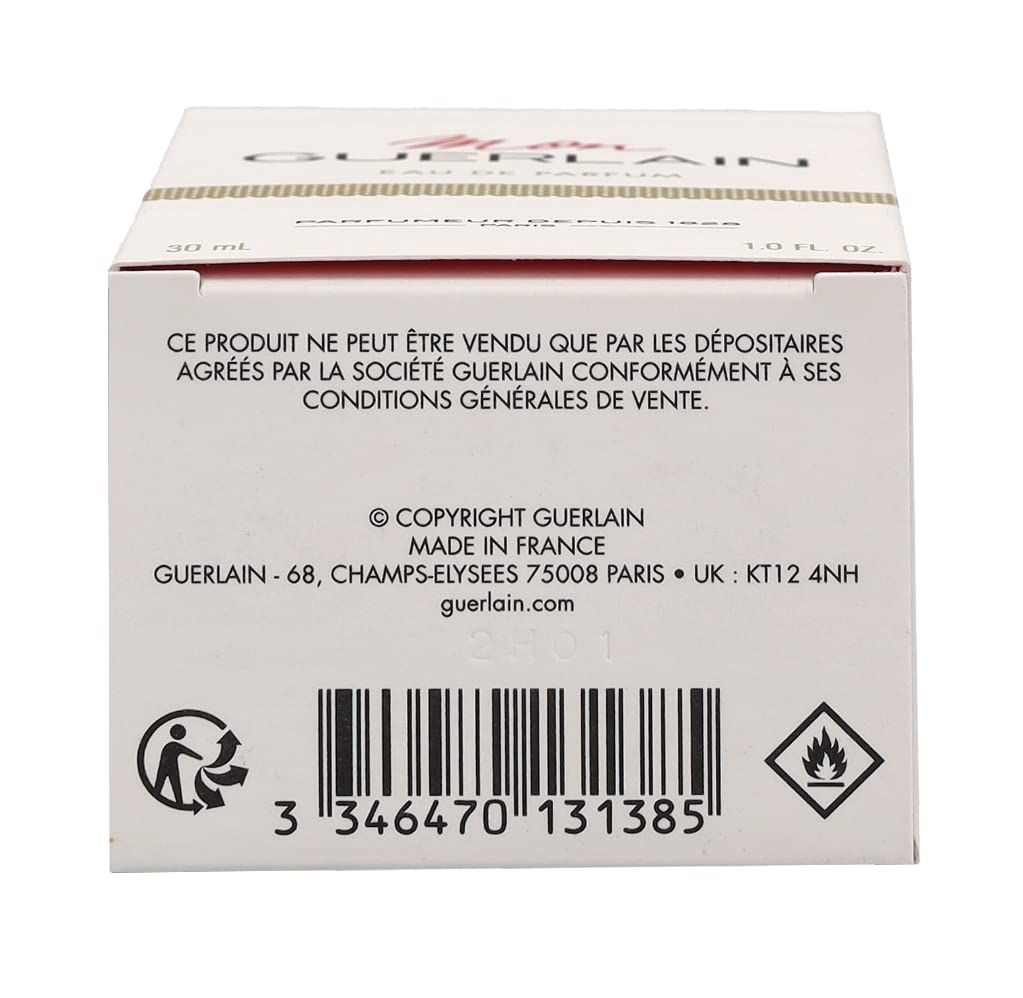 Mon
GUERLAIN
EAU DE PARFUM
PARFUMEUR DEPUIS 1828
PARIS
30 mL 1.0 FL. OZ.
CE PRODUIT NE PEUT ÊTRE VENDU QUE PAR LES DÉPOSITAIRES
AGRÉÉS PAR LA SOCIÉTÉ GUERLAIN CONFORMÉMENT À SES
CONDITIONS GÉNÉRALES DE VENTE.
© COPYRIGHT GUERLAIN
MADE IN FRANCE
GUERLAIN - 68, CHAMPS-ELYSEES 75008 PARIS • UK : KT12 4NH
guerlain.com
2H01
3 346470 131385